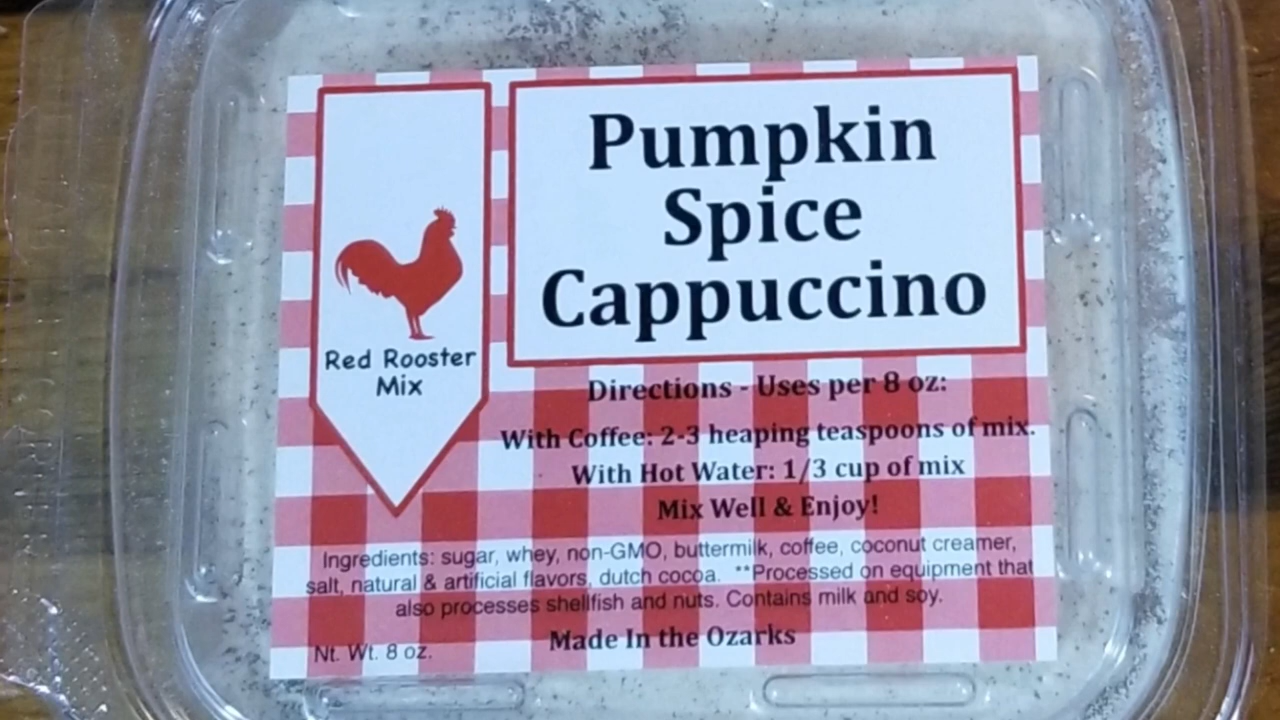 Red Rooster
Mix
Pumpkin
Spice
Cappuccino
Directions - Uses per 8 oz:
With Coffee: 2-3 heaping teaspoons of mix.
With Hot Water: 1/3 cup of mix
Mix Well & Enjoy!
Ingredients: sugar, whey, non-GMO, buttermilk, coffee, coconut creamer,
salt, natural & artificial flavors, dutch cocoa. **Processed on equipment that
also processes shellfish and nuts. Contains milk and soy.
Made In the Ozarks
Nt. Wt. 8 oz.